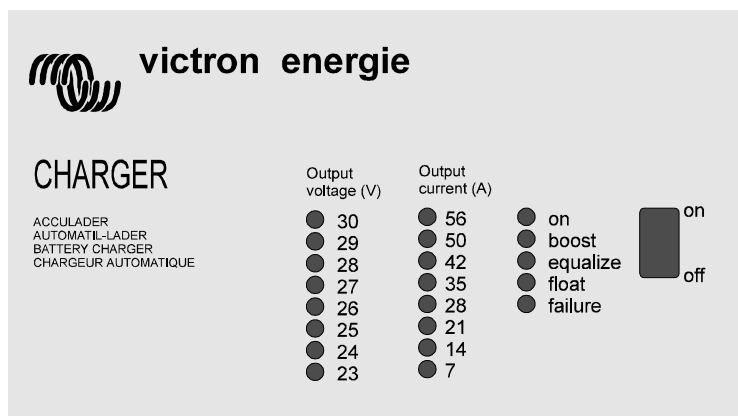 victron energie
CHARGER
ACCULADER
AUTOMATIL-LADER
BATTERY CHARGER
CHARGEUR AUTOMATIQUE
Output
voltage (V)
30
29
28
27
26
25
24
23
Output
current (A)
56
50
42
35
28
21
14
7
on
boost
equalize
float
failure
on
off